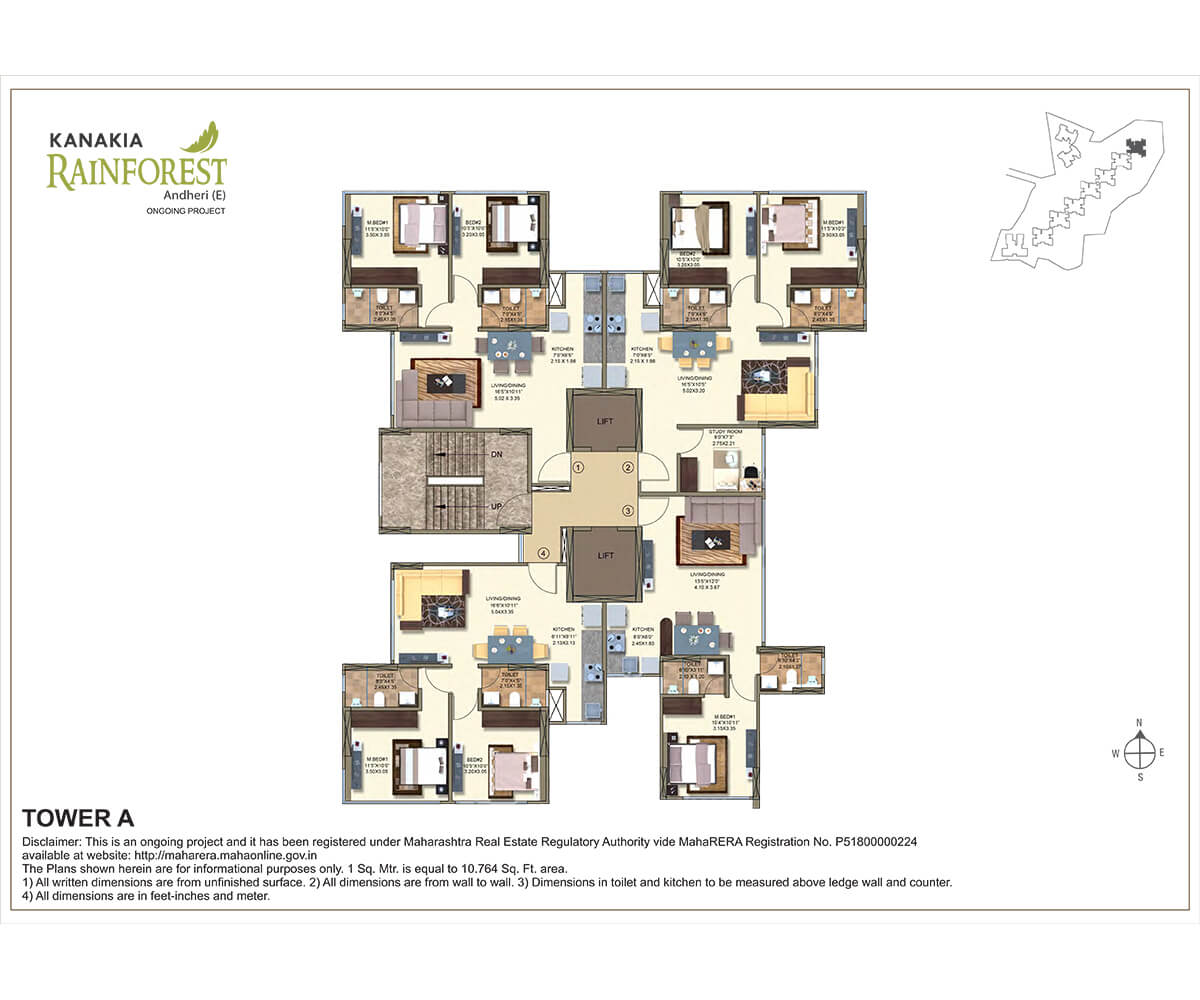 KANAKIA
RAINFOREST
Andheri (E)
ONGOING PROJECT
M.BED#1
11'5"X10'0"
3.50X3.05
BED#2
10'5"X10'0"
3.20X3.05
BED#2
10'5"X10'0"
3.20X3.05
M.BED#1
11'5"X10'0"
3.50X3.05
TOILET
8'0"X4'5"
2.45X1.35
TOILET
7'0"X4'5"
2.15X1.35
TOILET
7'0"X4'5"
2.15X1.35
TOILET
8'0"X4'5"
2.45X1.35
KITCHEN
7'0"X6'5"
2.15 X 1.98
KITCHEN
7'0"X6'5"
2.15 X 1.98
LIVING/DINING
16'5"X10'11"
5.02 X 3.35
LIVING/DINING
16'5"X10'5"
5.02X3.20
LIFT
STUDY ROOM
9'0"X7'3"
2.75X2.21
DN
UP
1
2
3
4
LIFT
LIVING/DINING
13'5"X12'0"
4.10 X 3.67
LIVING/DINING
16'6"X10'11"
5.04X3.35
KITCHEN
6'11"X9'11"
2.10X3.13
KITCHEN
8'0"X6'0"
2.45X1.83
TOILET
8'0"X4'5"
2.45X1.35
TOILET
7'0"X4'5"
2.15X1.35
TOILET
6'10"X3'11"
2.10 X 1.20
TOILET
M.BED#1
11'5"X10'0"
3.50X3.05
BED#2
10'5"X10'0"
3.20X3.05
M.BED#1
10'4"X10'11"
3.15X3.35
N
W
E
S
TOWER A
Disclaimer: This is an ongoing project and it has been registered under Maharashtra Real Estate Regulatory Authority vide MahaRERA Registration No. P51800000224
available at website: http://maharera.mahaonline.gov.in
The Plans shown herein are for informational purposes only. 1 Sq. Mtr. is equal to 10.764 Sq. Ft. area.
1) All written dimensions are from unfinished surface. 2) All dimensions are from wall to wall. 3) Dimensions in toilet and kitchen to be measured above ledge wall and counter.
4) All dimensions are in feet-inches and meter.